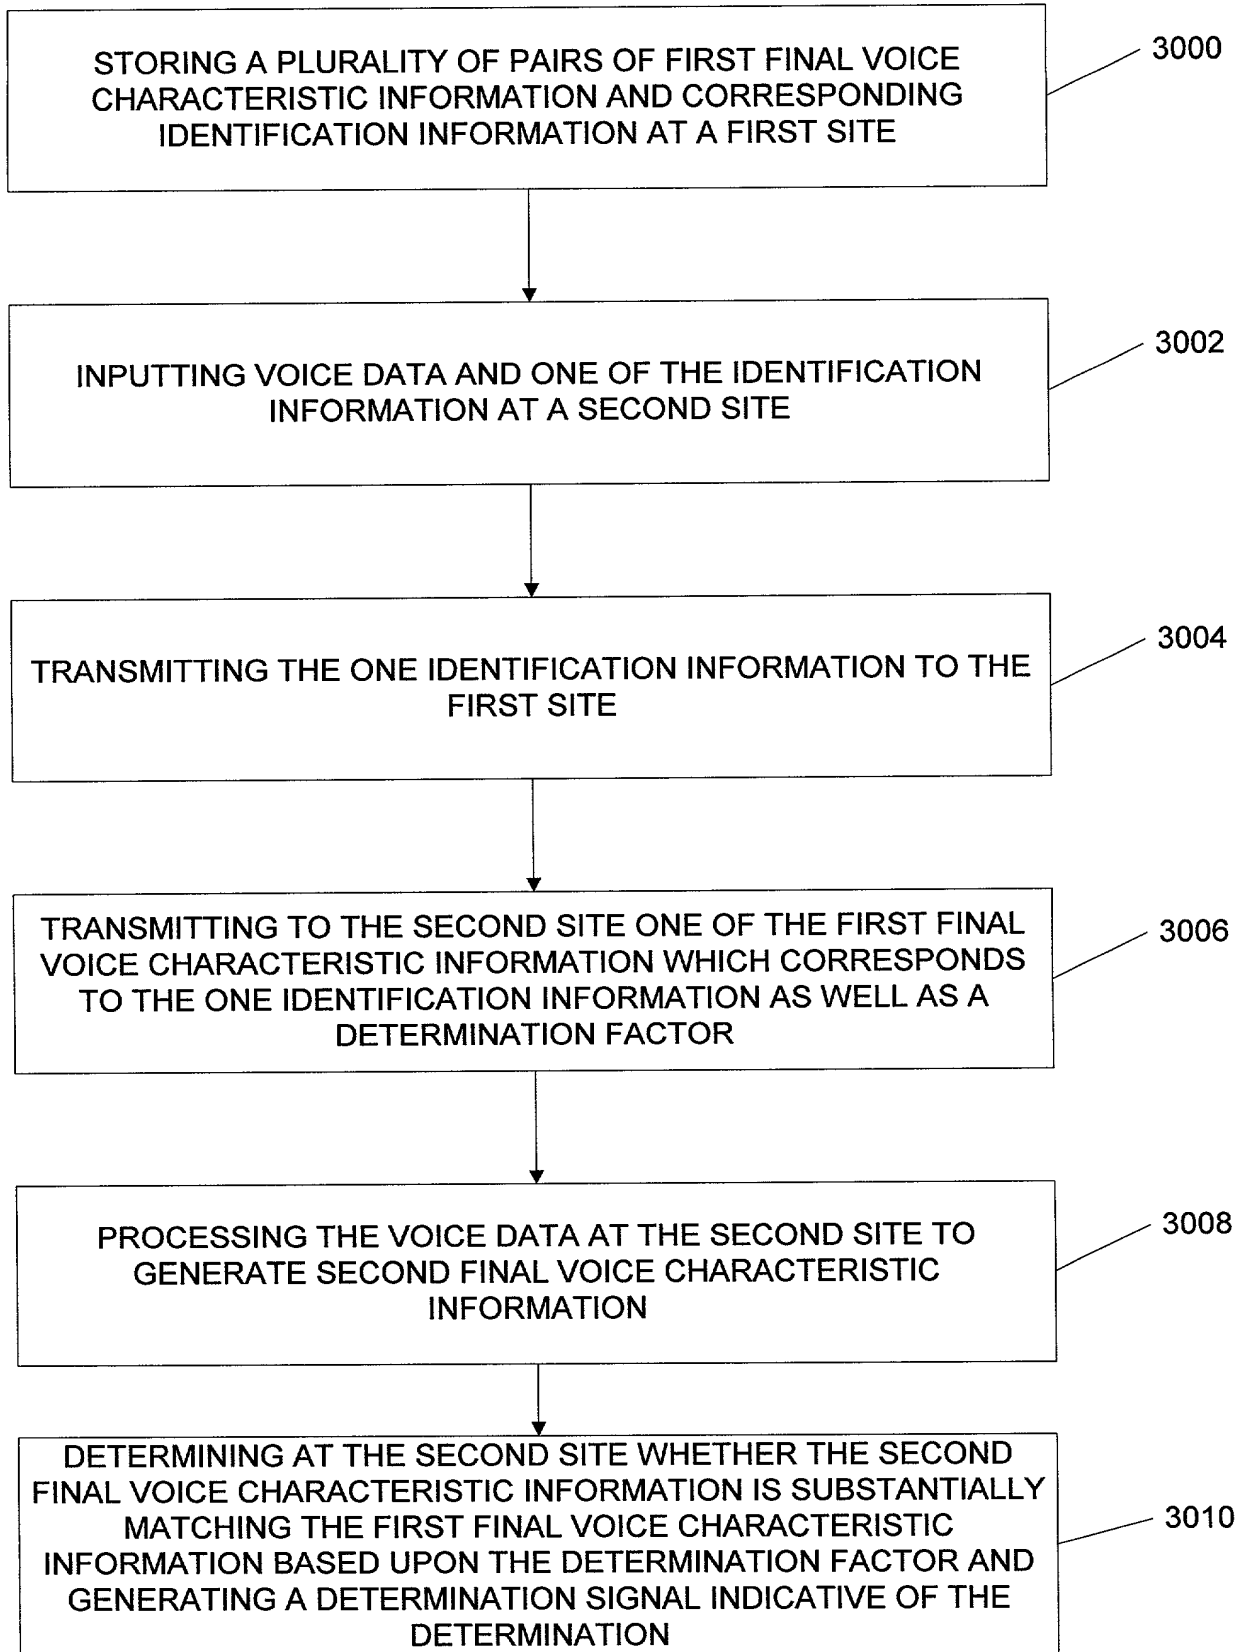 STORING A PLURALITY OF PAIRS OF FIRST FINAL VOICE
CHARACTERISTIC INFORMATION AND CORRESPONDING
IDENTIFICATION INFORMATION AT A FIRST SITE
3000
INPUTTING VOICE DATA AND ONE OF THE IDENTIFICATION
INFORMATION AT A SECOND SITE
3002
TRANSMITTING THE ONE IDENTIFICATION INFORMATION TO THE
FIRST SITE
3004
TRANSMITTING TO THE SECOND SITE ONE OF THE FIRST FINAL
VOICE CHARACTERISTIC INFORMATION WHICH CORRESPONDS
TO THE ONE IDENTIFICATION INFORMATION AS WELL AS A
DETERMINATION FACTOR
3006
PROCESSING THE VOICE DATA AT THE SECOND SITE TO
GENERATE SECOND FINAL VOICE CHARACTERISTIC
INFORMATION
3008
DETERMINING AT THE SECOND SITE WHETHER THE SECOND
FINAL VOICE CHARACTERISTIC INFORMATION IS SUBSTANTIALLY
MATCHING THE FIRST FINAL VOICE CHARACTERISTIC
INFORMATION BASED UPON THE DETERMINATION FACTOR AND
GENERATING A DETERMINATION SIGNAL INDICATIVE OF THE
DETERMINATION
3010